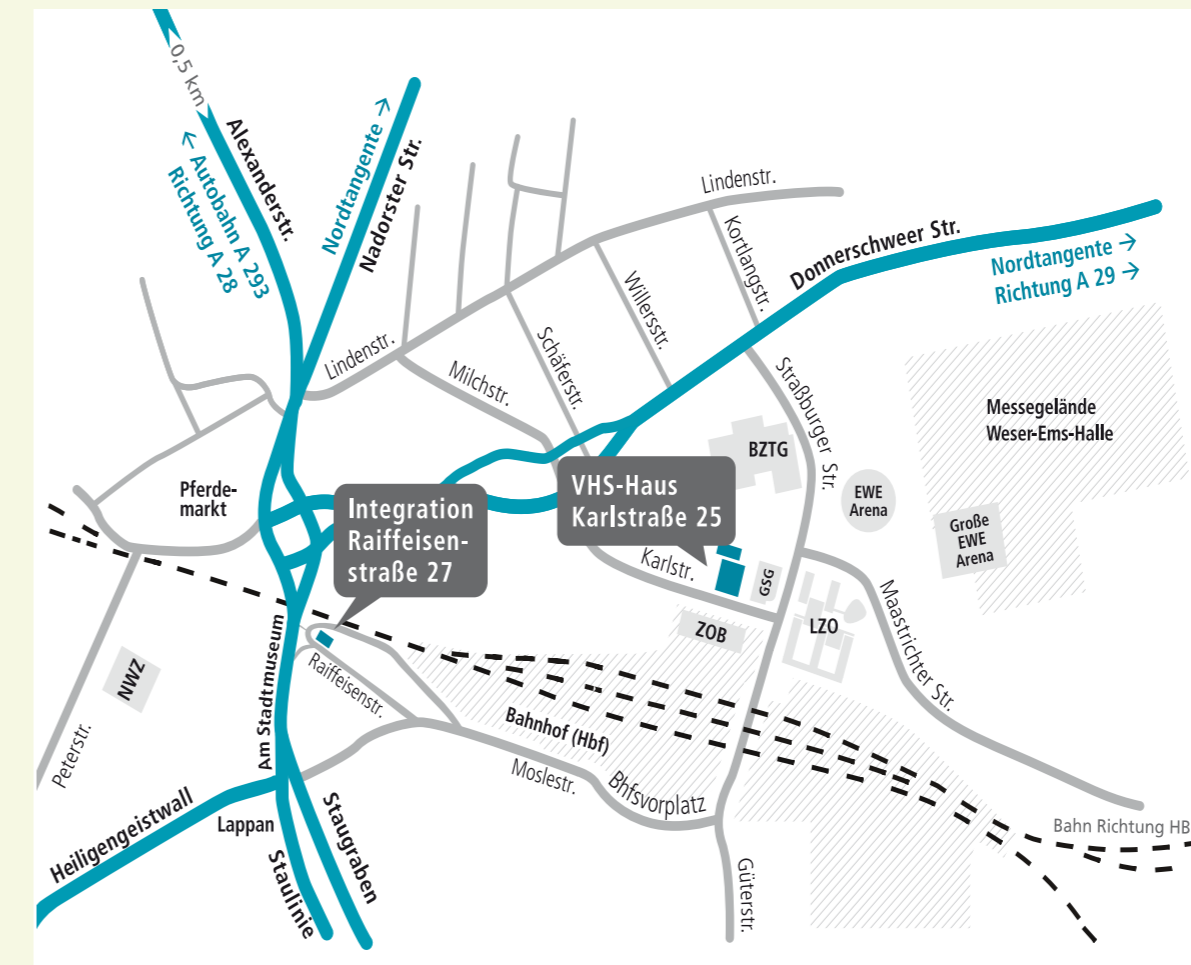 0,5 km
Alexanderstr.
← Autobahn A 293
Richtung A 28
Nordtangente →
Nadorster Str.
Lindenstr.
Kortlangstr.
Donnerschweer Str.
Nordtangente →
Richtung A 29 →
Willersstr.
Schäferstr.
Lindenstr.
Milchstr.
Straßburger Str.
Messegelände
Weser-Ems-Halle
BZTG
EWE
Arena
Große
EWE
Arena
Pferde-
markt
Integration
Raiffeisen-
straße 27
VHS-Haus
Karlstraße 25
Karlstr.
GSG
ZOB
LZO
Maastrichter Str.
NWZ
Peterstr.
Am Stadtmuseum
Raiffeisenstr.
Bahnhof (Hbf)
Moslestr.
Bhfsvorplatz
Heiligengeistwall
Lappan
Staulinie
Staugraben
Güterstr.
Bahn Richtung HB